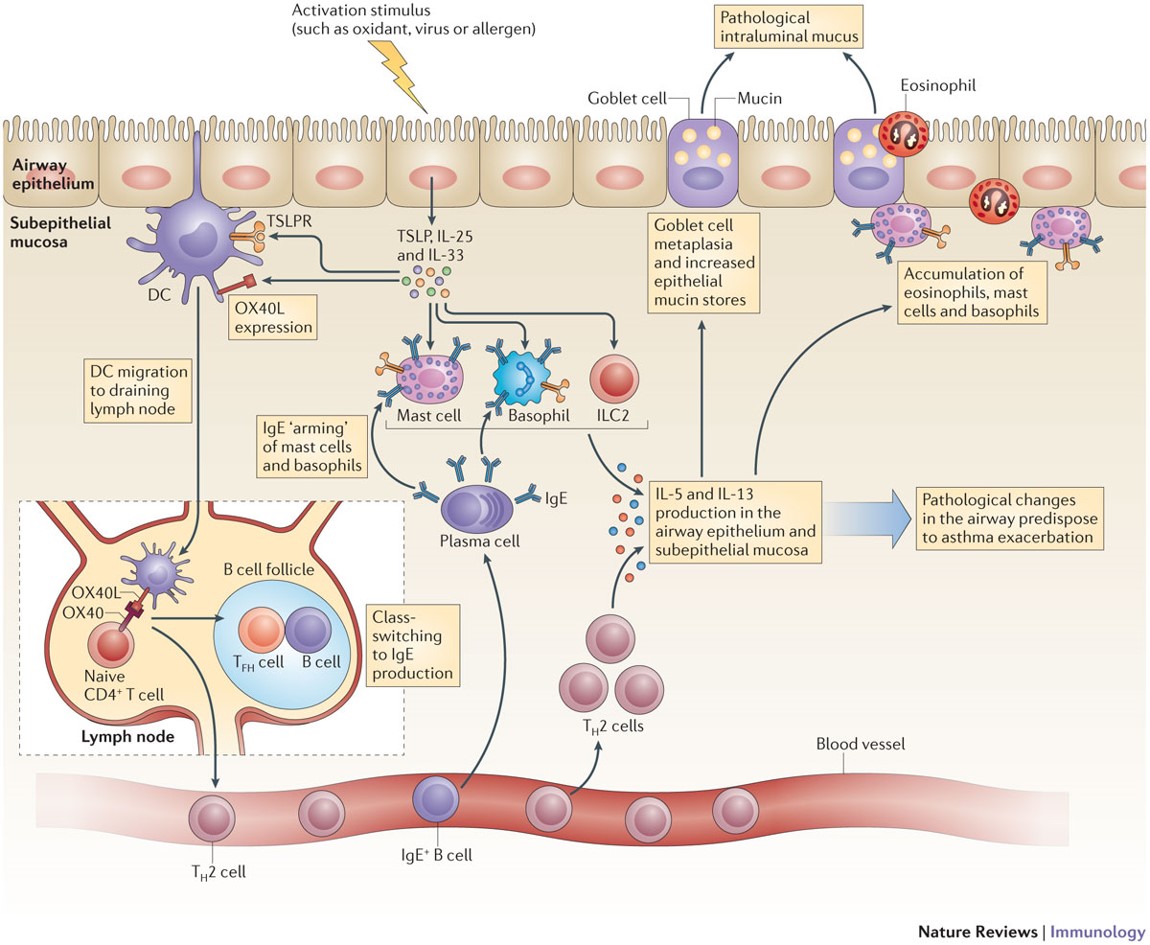 Activation stimulus
(such as oxidant, virus or allergen)
Pathological
intraluminal mucus
Goblet cell
Mucin
Eosinophil
Airway
epithelium
Subepithelial
mucosa
TSLPR
TSLP, IL-25
and IL-33
DC
OX40L
expression
Goblet cell
metaplasia
and increased
epithelial
mucin stores
Accumulation of
eosinophils, mast
cells and basophils
DC migration
to draining
lymph node
Mast cell
Basophil
ILC2
IgE ‘arming’
of mast cells
and basophils
IgE
Plasma cell
IL-5 and IL-13
production in the
airway epithelium and
subepithelial mucosa
Pathological changes
in the airway predispose
to asthma exacerbation
B cell follicle
OX40L
OX40
TFH cell
B cell
Naive
CD4⁺ T cell
Lymph node
Class-
switching
to IgE
production
TH2 cells
Blood vessel
IgE⁺ B cell
TH2 cell
Nature Reviews | Immunology